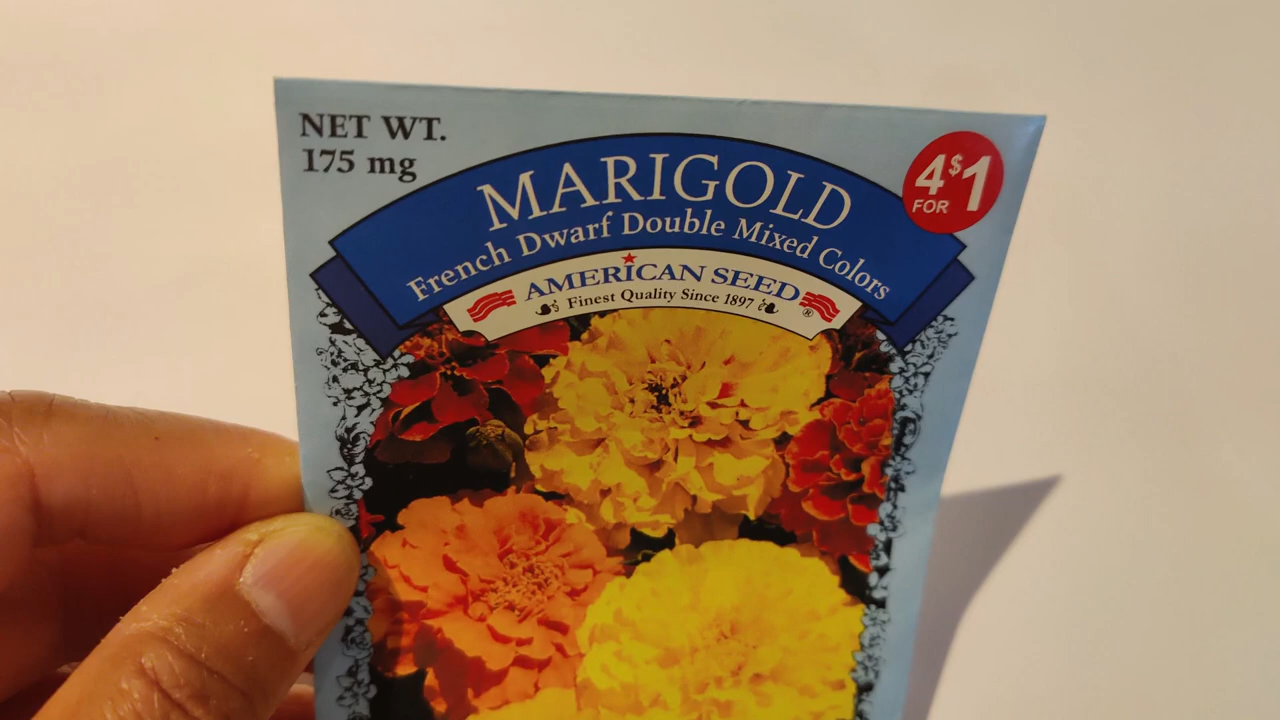 NET WT.
175 mg
MARIGOLD
French Dwarf Double Mixed Colors
4 $1
FOR
AMERICAN SEED
Finest Quality Since 1897
®